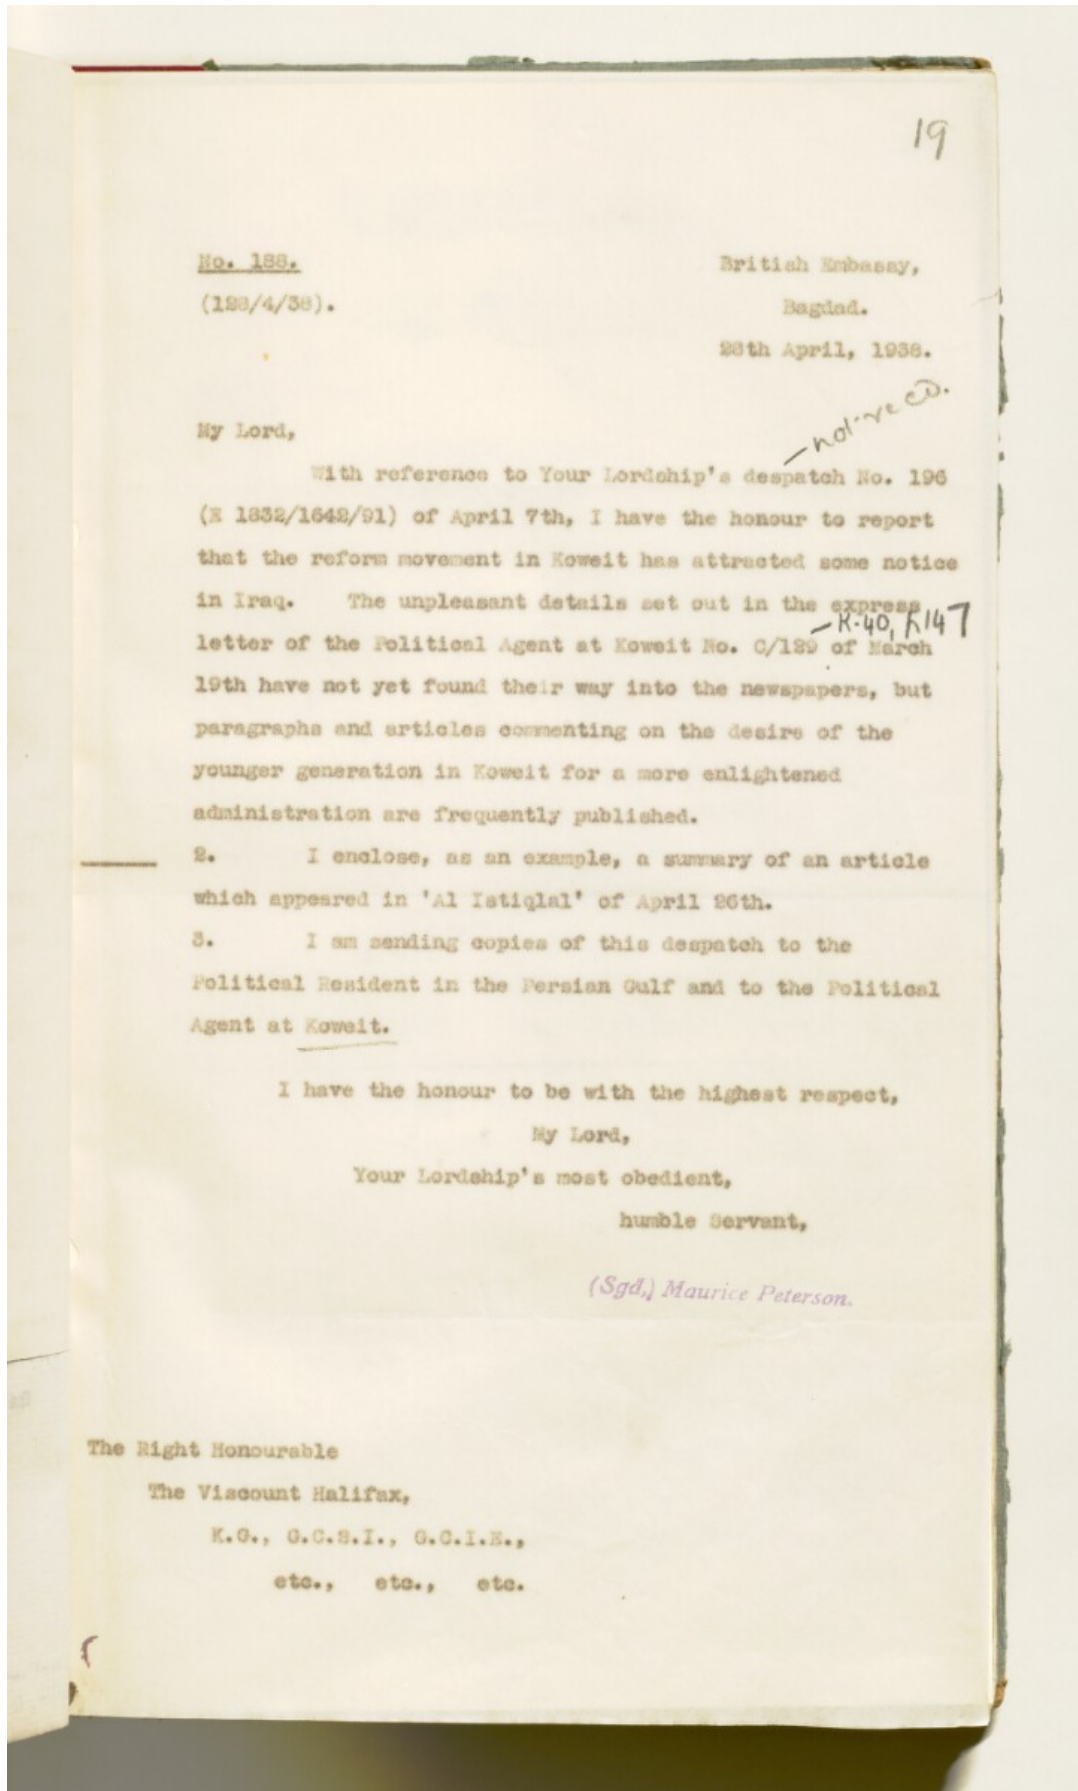 19
No. 188.
British Embassy,
(128/4/38).
Bagdad.
28th April, 1938.
— not recd.
My Lord,
With reference to Your Lordship's despatch No. 196
(E 1832/1642/91) of April 7th, I have the honour to report
that the reform movement in Koweit has attracted some notice
in Iraq. The unpleasant details set out in the express
— K.40, p.147
letter of the Political Agent at Koweit No. C/129 of March
19th have not yet found their way into the newspapers, but
paragraphs and articles commenting on the desire of the
younger generation in Koweit for a more enlightened
administration are frequently published.
2. I enclose, as an example, a summary of an article
which appeared in 'Al Istiqlal' of April 26th.
3. I am sending copies of this despatch to the
Political Resident in the Persian Gulf and to the Political
Agent at Koweit.
I have the honour to be with the highest respect,
My Lord,
Your Lordship's most obedient,
humble Servant,
(Sgd.) Maurice Peterson.
The Right Honourable
The Viscount Halifax,
K.G., G.C.S.I., G.C.I.E.,
etc., etc., etc.